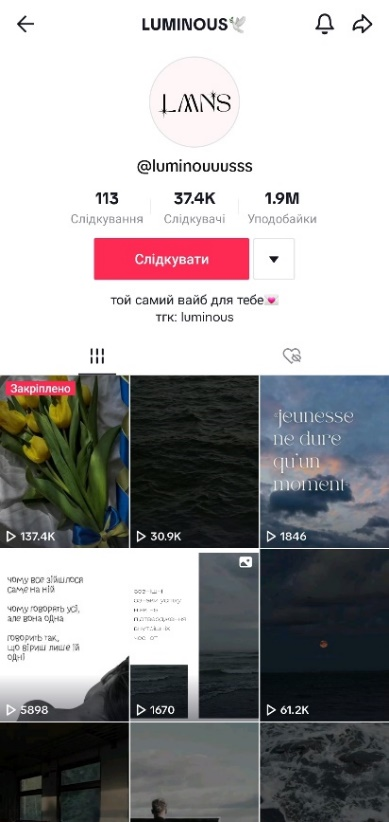 LUMINOUS🕊
LMNS
@luminouuusss
113
37.4K
1.9M
Слідкування
Слідкувачі
Уподобайки
Слідкувати
той самий вайб для тебе💌
тгк: luminous
Закріплено
137.4K
30.9K
Jeunesse
ne dure
qu'un
moment
1846
чому все зійшлося
саме на ній
чому говорять усі,
але вона одна
говорить так,
що віриш лише їй
одній
5898
1670
61.2K